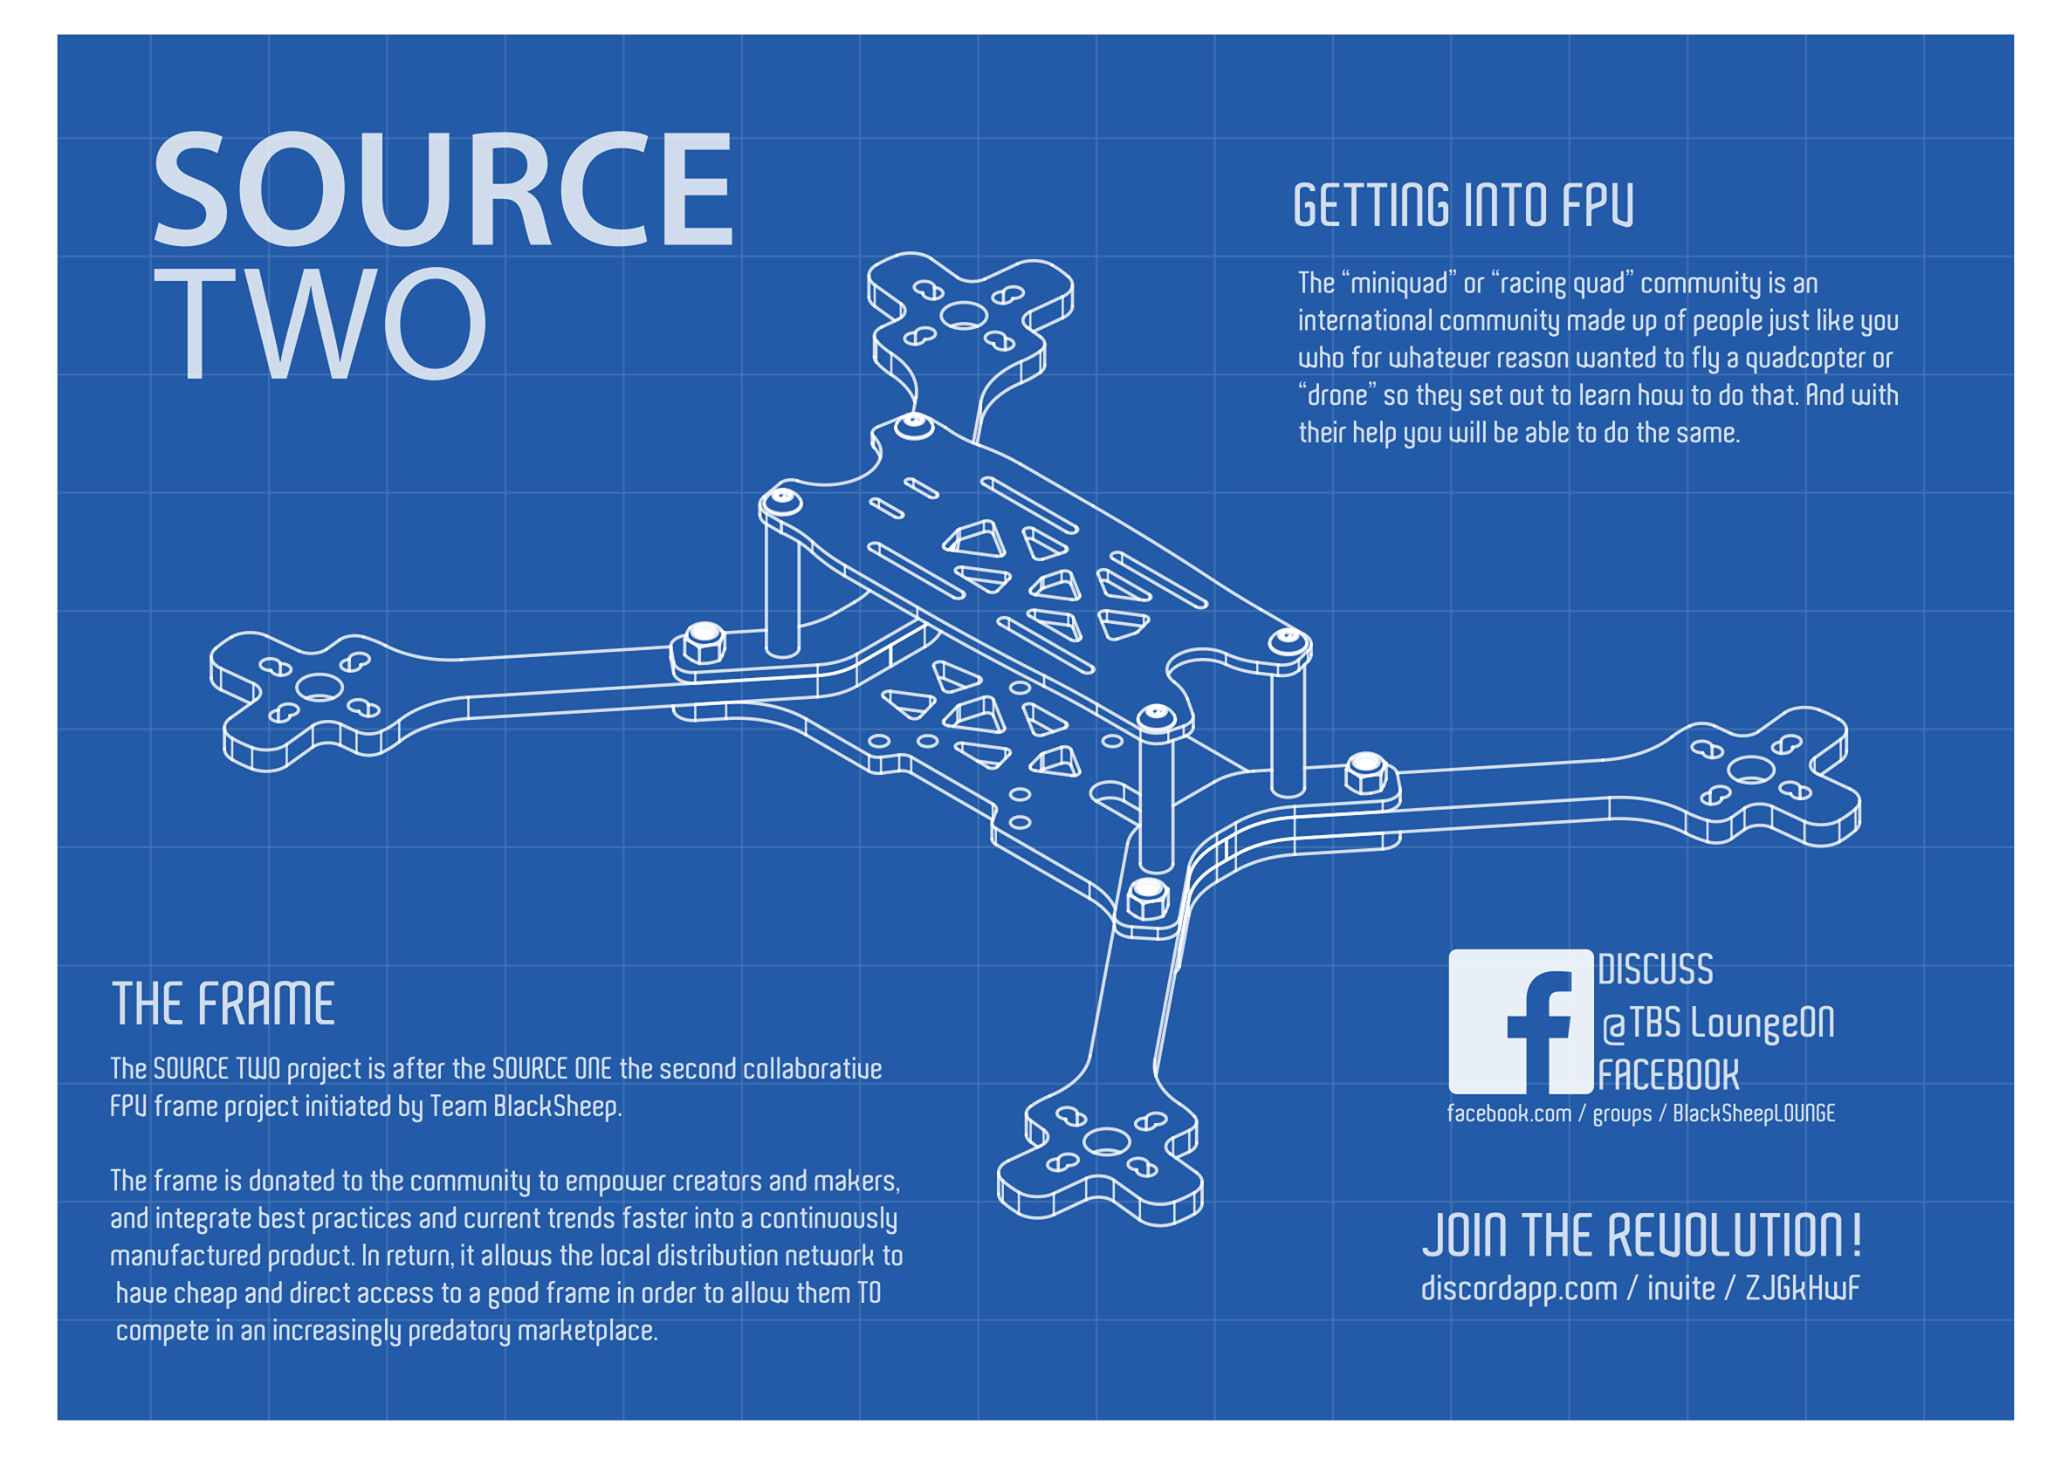 SOURCE
TWO
GETTING INTO FPV
The “miniquad” or “racing quad” community is an
international community made up of people just like you
who for whatever reason wanted to fly a quadcopter or
“drone” so they set out to learn how to do that. And with
their help you will be able to do the same.
THE FRAME
The SOURCE TWO project is after the SOURCE ONE the second collaborative
FPV frame project initiated by Team BlackSheep.
The frame is donated to the community to empower creators and makers,
and integrate best practices and current trends faster into a continuously
manufactured product. In return, it allows the local distribution network to
have cheap and direct access to a good frame in order to allow them TO
compete in an increasingly predatory marketplace.
DISCUSS
@TBS LoungeON
FACEBOOK
facebook.com / groups / BlackSheepLOUNGE
JOIN THE REVOLUTION !
discordapp.com / invite / ZJGkHwF